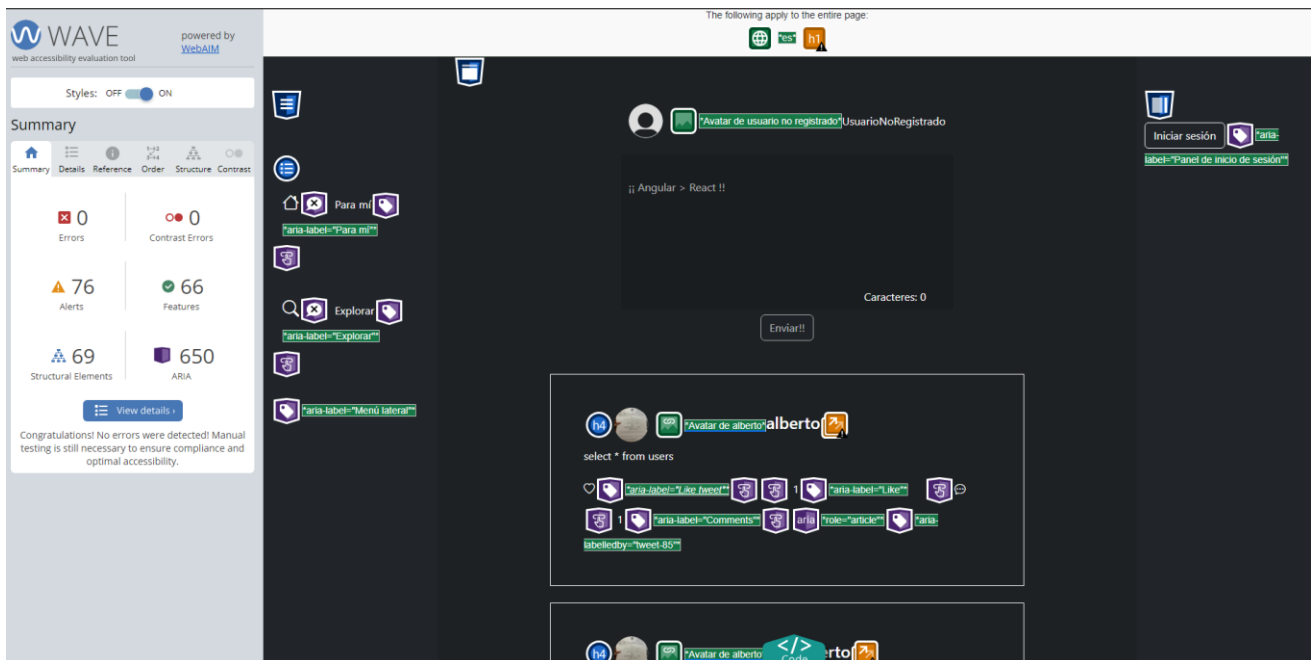 WAVE
powered by
WebAIM
web accessibility evaluation tool
Styles: OFF ON
Summary
Summary Details Reference Order Structure Contrast
0
Errors
0
Contrast Errors
76
Alerts
66
Features
69
Structural Elements
650
ARIA
View details ›
Congratulations! No errors were detected! Manual
testing is still necessary to ensure compliance and
optimal accessibility.
The following apply to the entire page:
*es* h1
Para mí
*aria-label="Para mí"*
Explorar
*aria-label="Explorar"*
*aria-label="Menú lateral"*
*Avatar de usuario no registrado* UsuarioNoRegistrado
¡¡ Angular > React !!
Caracteres: 0
Enviar!!
h4 *Avatar de alberto* alberto
select * from users
*aria-label="Like tweet"* 1 *aria-label="Like"*
1 *aria-label="Comments"* aria *role="article"* *aria-
labelledby="tweet-85"*
h4 *Avatar de alberto </> rto
Code
Iniciar sesión *aria-
label="Panel de inicio de sesión"*